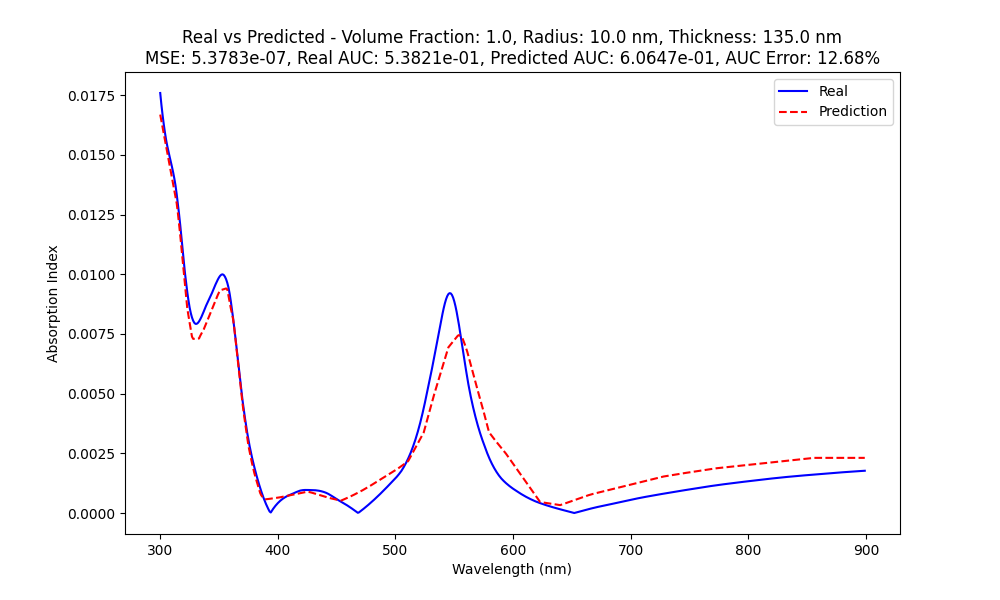 Real vs Predicted - Volume Fraction: 1.0, Radius: 10.0 nm, Thickness: 135.0 nm
MSE: 5.3783e-07, Real AUC: 5.3821e-01, Predicted AUC: 6.0647e-01, AUC Error: 12.68%
Real
Prediction
Absorption Index
0.0175
0.0150
0.0125
0.0100
0.0075
0.0050
0.0025
0.0000
300 400 500 600 700 800 900
Wavelength (nm)